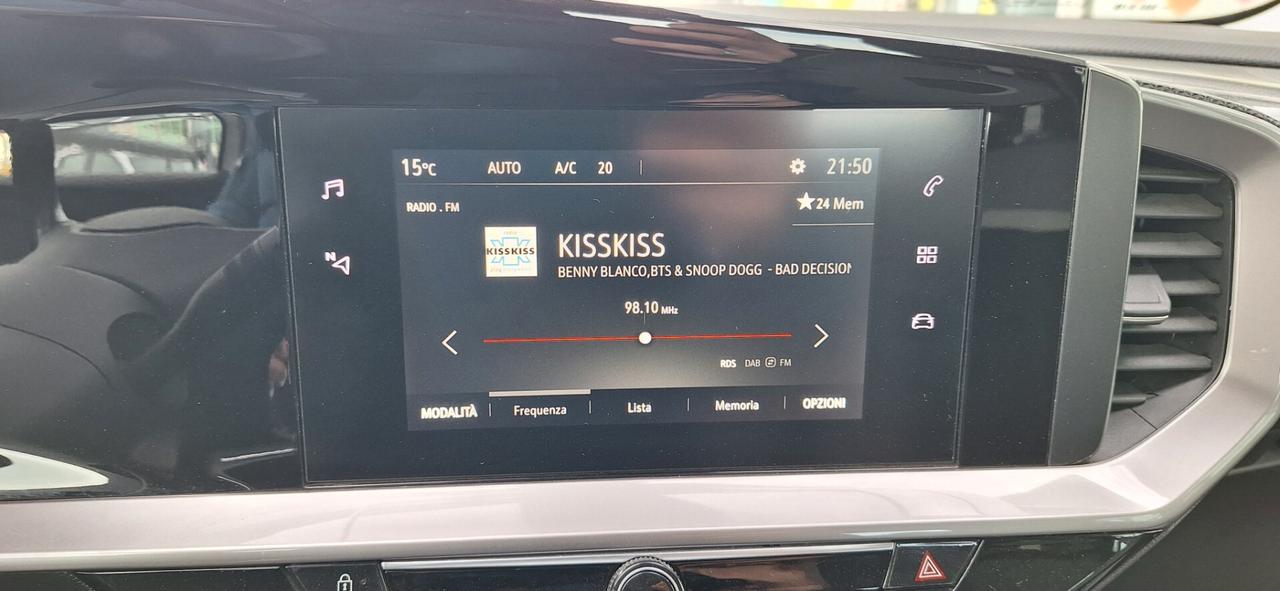 15°C AUTO A/C 20 21:50
RADIO . FM
★24 Mem
radio
KISSKISS
KISSKISS
BENNY BLANCO,BTS & SNOOP DOGG - BAD DECISION
98.10 MHz
RDS DAB FM
MODALITÀ Frequenza Lista Memoria OPZIONI
N